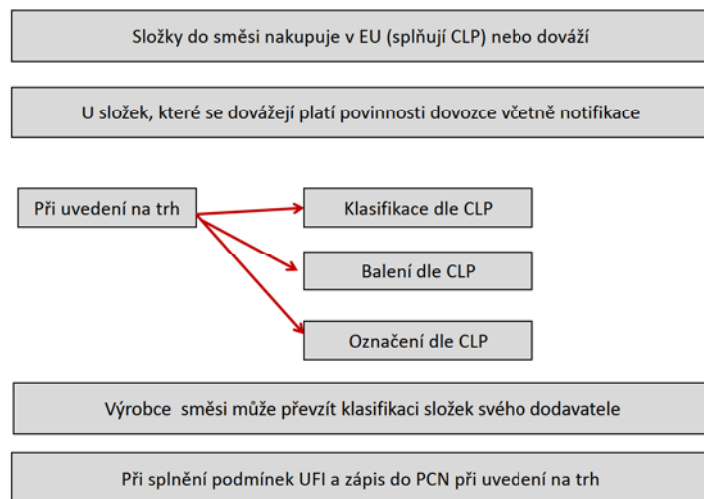 Složky do směsi nakupuje v EU (splňují CLP) nebo dováží
U složek, které se dovážejí platí povinnosti dovozce včetně notifikace
Při uvedení na trh
Klasifikace dle CLP
Balení dle CLP
Označení dle CLP
Výrobce  směsi může převzít klasifikaci složek svého dodavatele
Při splnění podmínek UFI a zápis do PCN při uvedení na trh